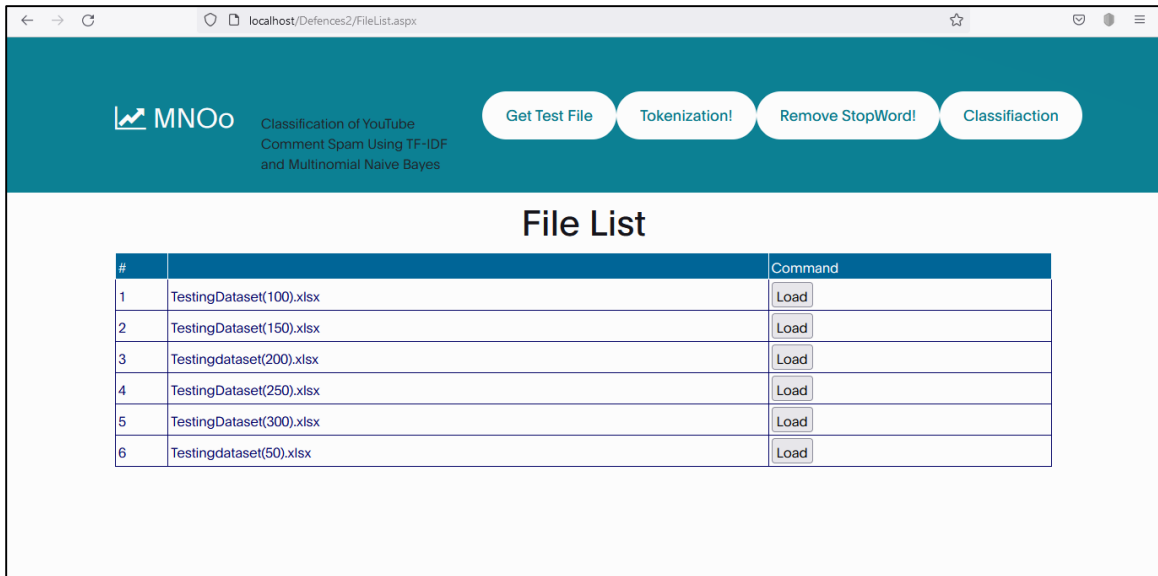 localhost/Defences2/FileList.aspx
MNOo
Classification of YouTube
Comment Spam Using TF-IDF
and Multinomial Naive Bayes
Get Test File Tokenization! Remove StopWord! Classifiaction
File List
# Command
1 TestingDataset(100).xlsx Load
2 TestingDataset(150).xlsx Load
3 Testingdataset(200).xlsx Load
4 TestingDataset(250).xlsx Load
5 TestingDataset(300).xlsx Load
6 Testingdataset(50).xlsx Load